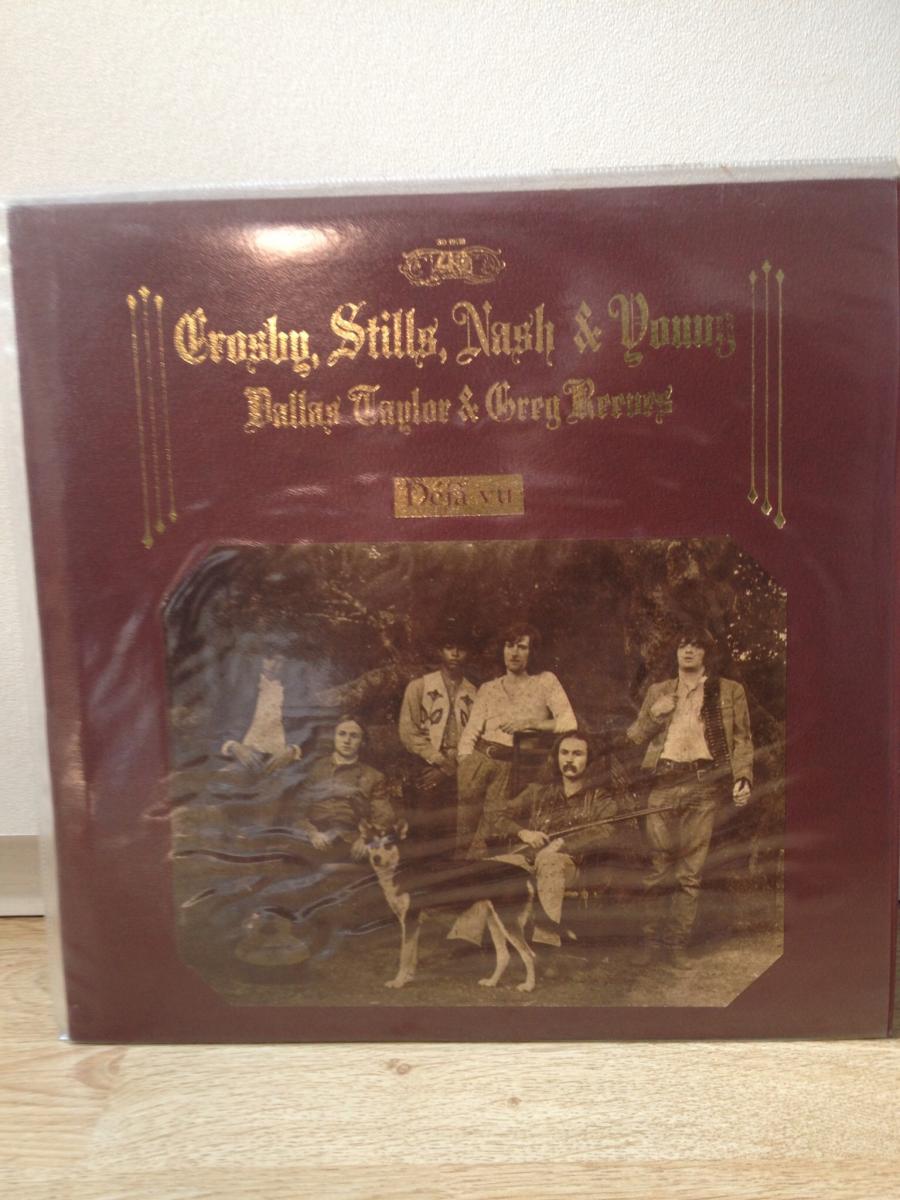 Crosby, Stills, Nash & Young
Dallas Taylor & Greg Reeves
Déjà vu